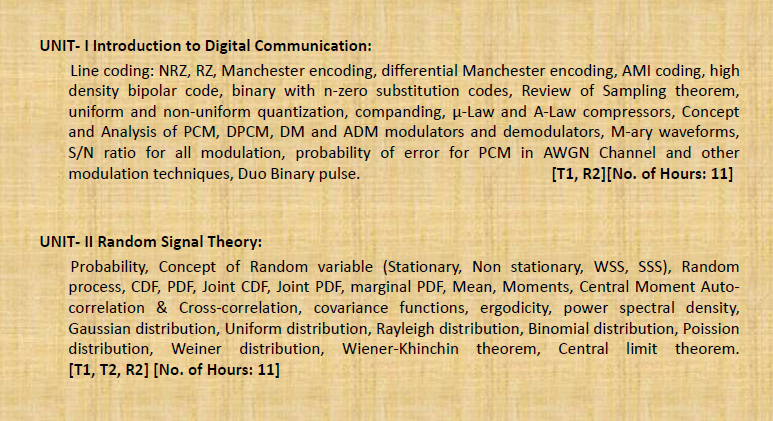 UNIT- I Introduction to Digital Communication:
Line coding: NRZ, RZ, Manchester encoding, differential Manchester encoding, AMI coding, high
density bipolar code, binary with n-zero substitution codes, Review of Sampling theorem,
uniform and non-uniform quantization, companding, µ-Law and A-Law compressors, Concept
and Analysis of PCM, DPCM, DM and ADM modulators and demodulators, M-ary waveforms,
S/N ratio for all modulation, probability of error for PCM in AWGN Channel and other
modulation techniques, Duo Binary pulse. [T1, R2][No. of Hours: 11]
UNIT- II Random Signal Theory:
Probability, Concept of Random variable (Stationary, Non stationary, WSS, SSS), Random
process, CDF, PDF, Joint CDF, Joint PDF, marginal PDF, Mean, Moments, Central Moment Auto-
correlation & Cross-correlation, covariance functions, ergodicity, power spectral density,
Gaussian distribution, Uniform distribution, Rayleigh distribution, Binomial distribution, Poission
distribution, Weiner distribution, Wiener-Khinchin theorem, Central limit theorem.
[T1, T2, R2] [No. of Hours: 11]